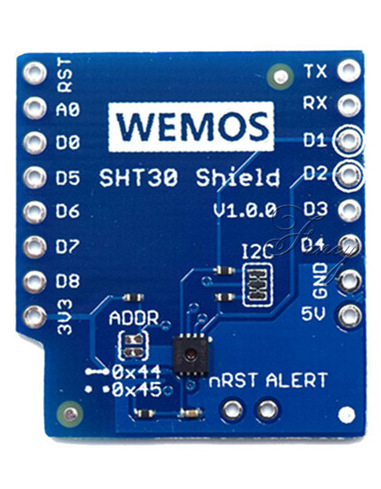 RST
TX
A0
RX
WEMOS
D0
D1
D5
SHT30 Shield
D2
D6
V1.0.0
D3
D7
I2C
D4
D8
GND
3V3
ADDR
5V
0x44
0x45
nRST ALERT